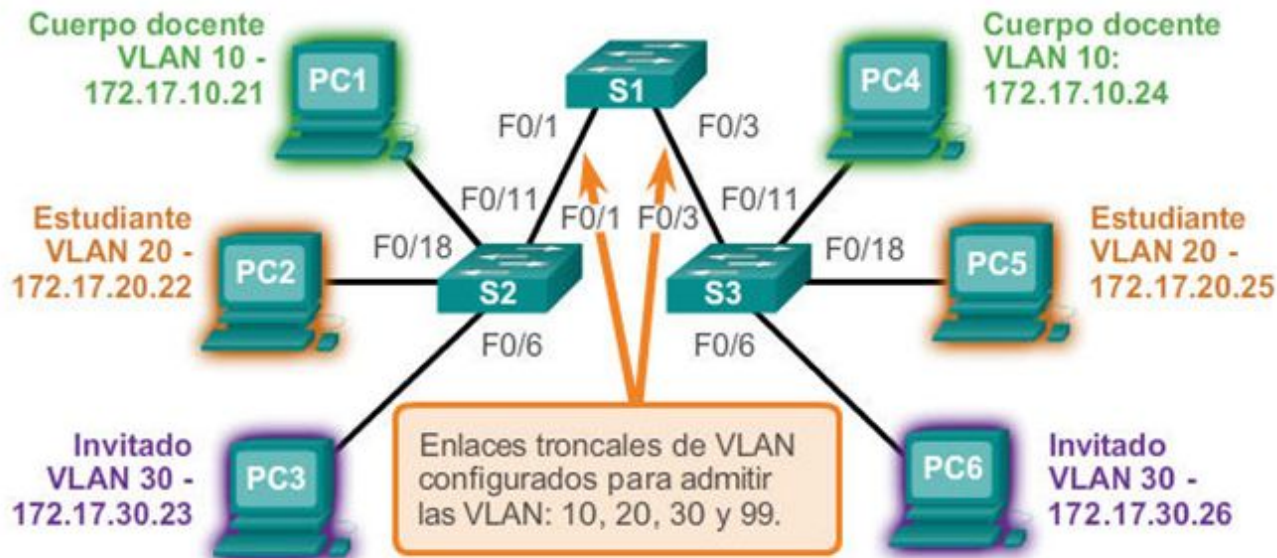 Cuerpo docente
VLAN 10 -
172.17.10.21
PC1
S1
PC4
Cuerpo docente
VLAN 10:
172.17.10.24
F0/1
F0/3
F0/11
F0/1
F0/3
F0/11
Estudiante
VLAN 20 -
172.17.20.22
PC2
F0/18
S2
S3
F0/18
PC5
Estudiante
VLAN 20 -
172.17.20.25
F0/6
F0/6
Invitado
VLAN 30 -
172.17.30.23
PC3
Enlaces troncales de VLAN
configurados para admitir
las VLAN: 10, 20, 30 y 99.
PC6
Invitado
VLAN 30 -
172.17.30.26